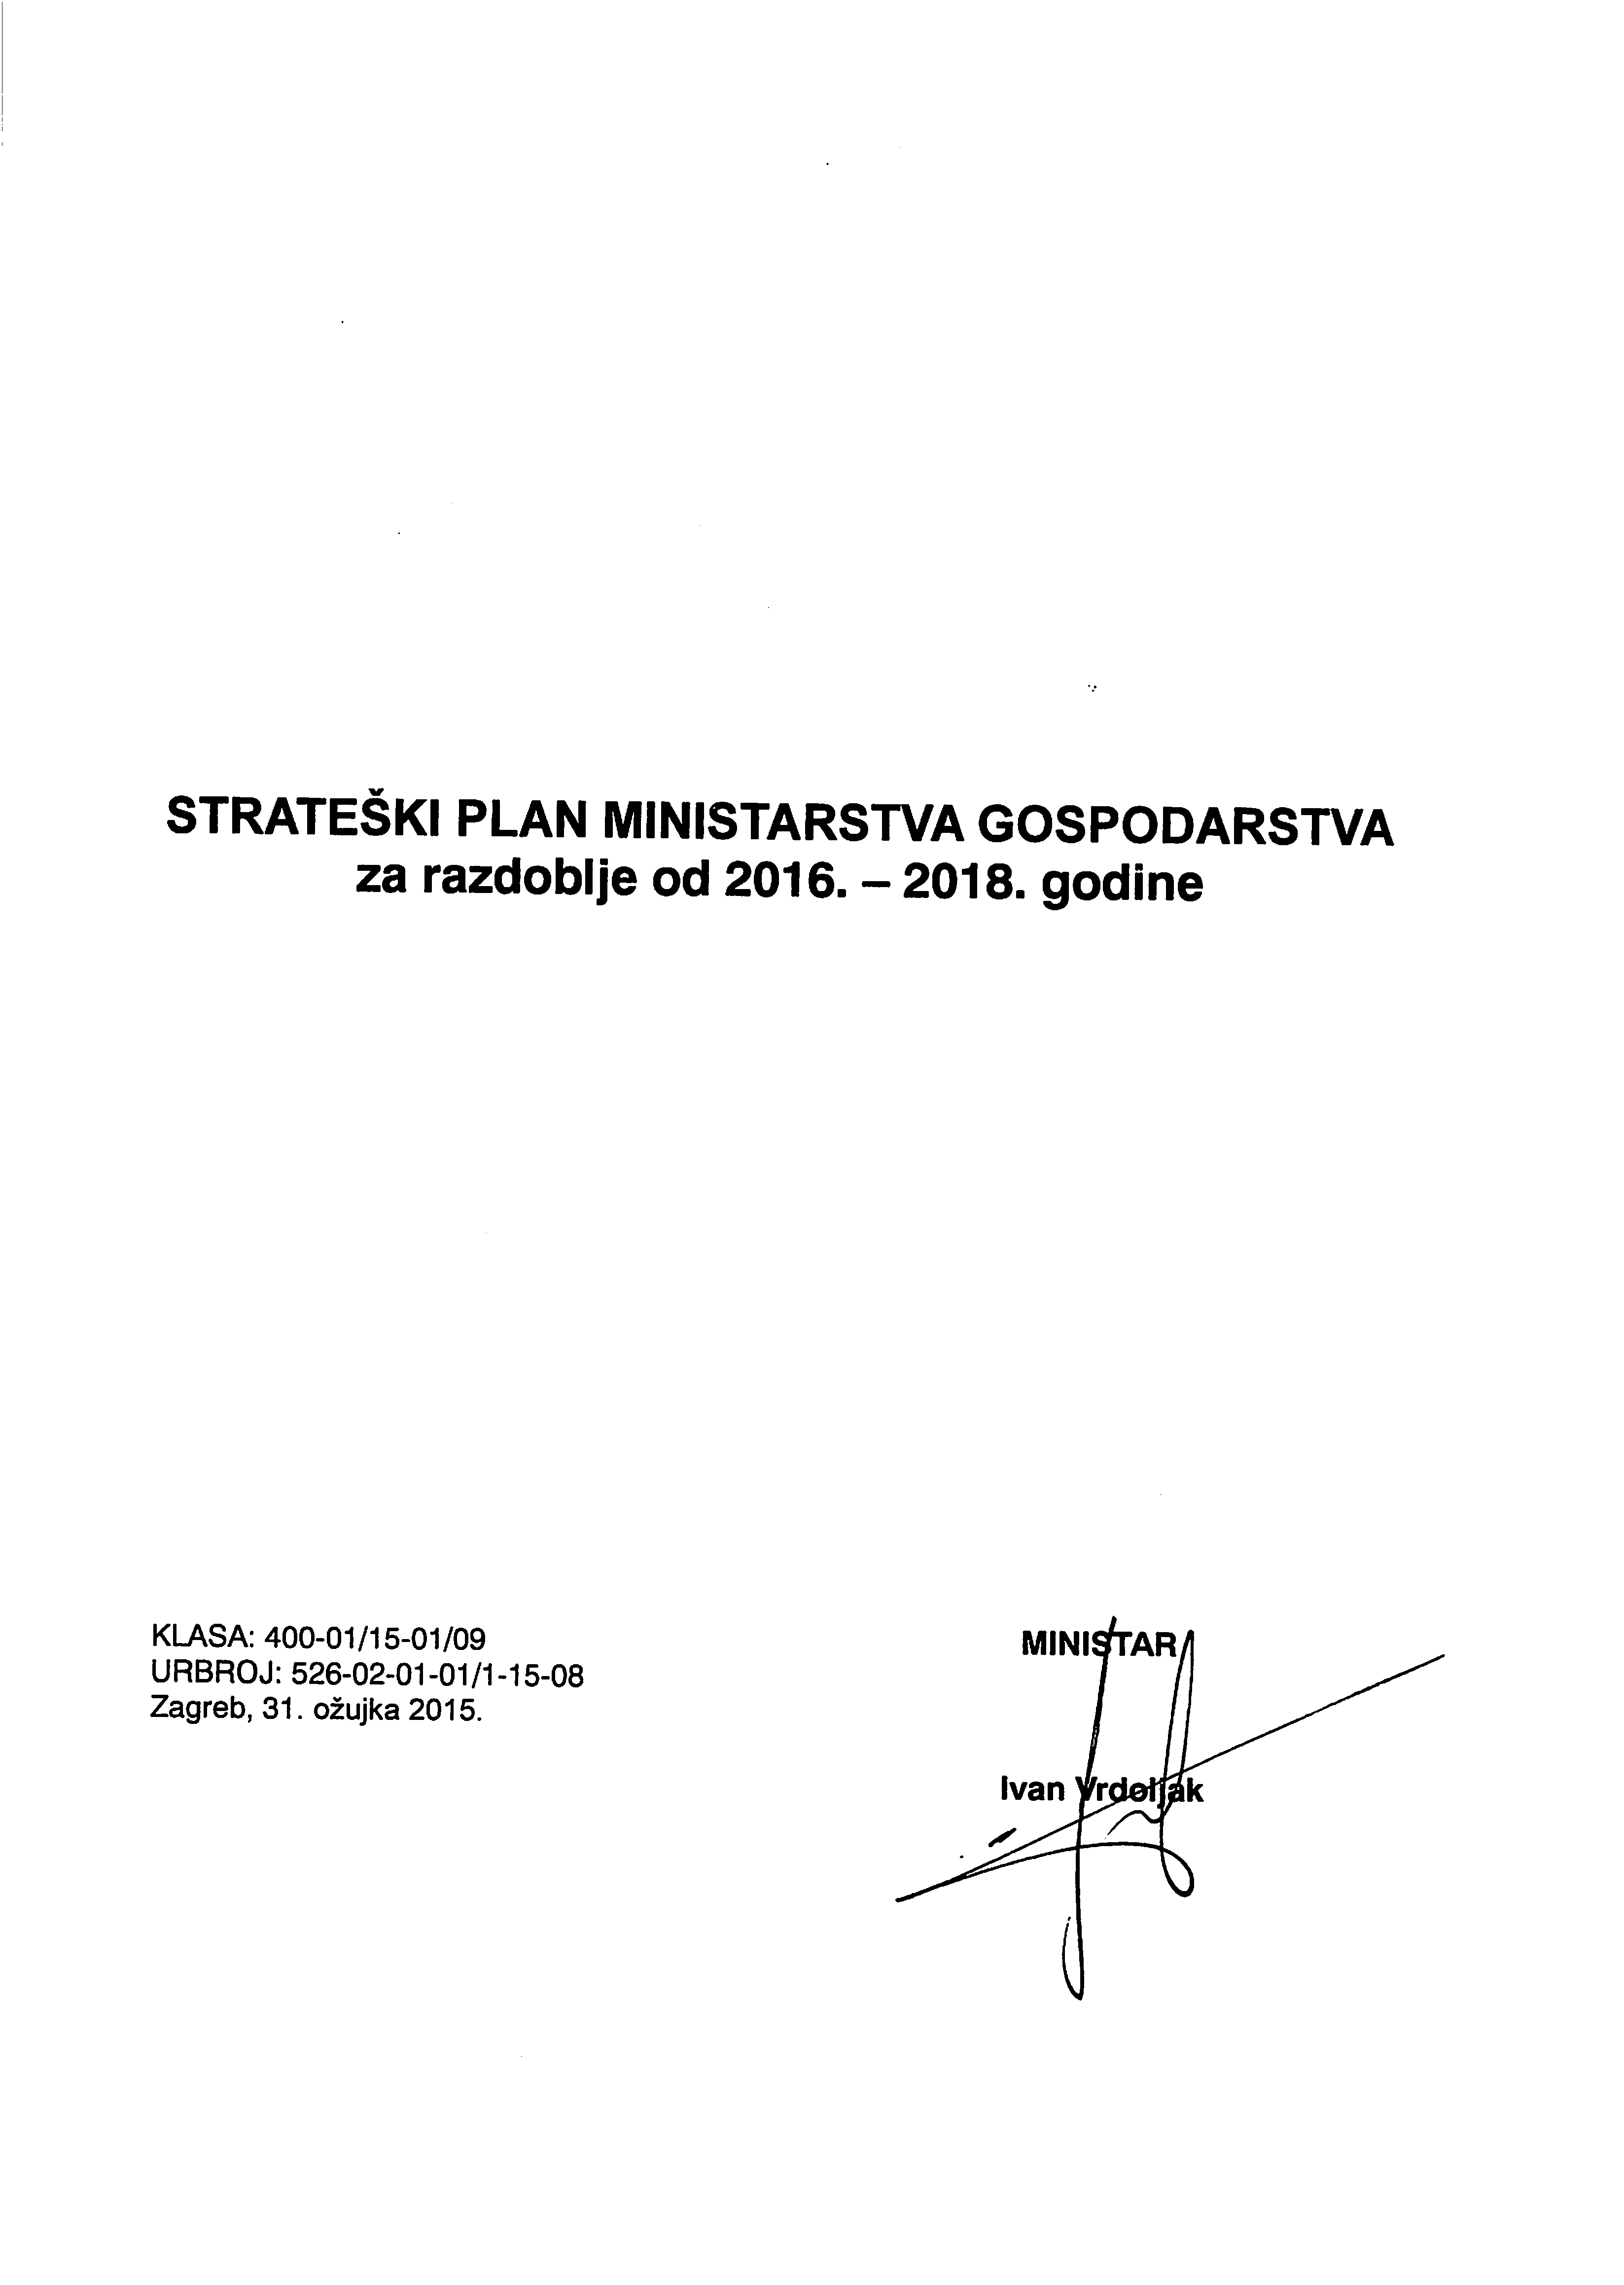 STRATEŠKI PLAN MINISTARSTVA GOSPODARSTVA
za razdoblje od 2016. – 2018. godine
KLASA: 400-01/15-01/09
URBROJ: 526-02-01-01/1-15-08
Zagreb, 31. ožujka 2015.
MINISTAR
Ivan Vrdoljak